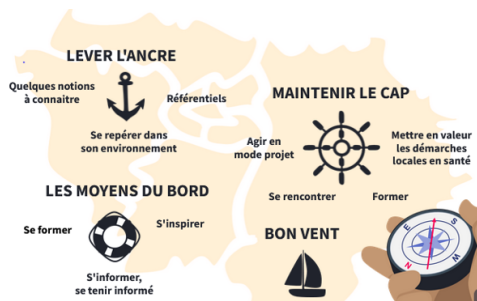 LEVER L'ANCRE
Quelques notions
à connaitre
Référentiels
Se repérer dans
son environnement
MAINTENIR LE CAP
Agir en
mode projet
Mettre en valeur
les démarches
locales en santé
Se rencontrer
Former
LES MOYENS DU BORD
Se former
S'inspirer
S'informer,
se tenir informé
BON VENT
E
S
N
W